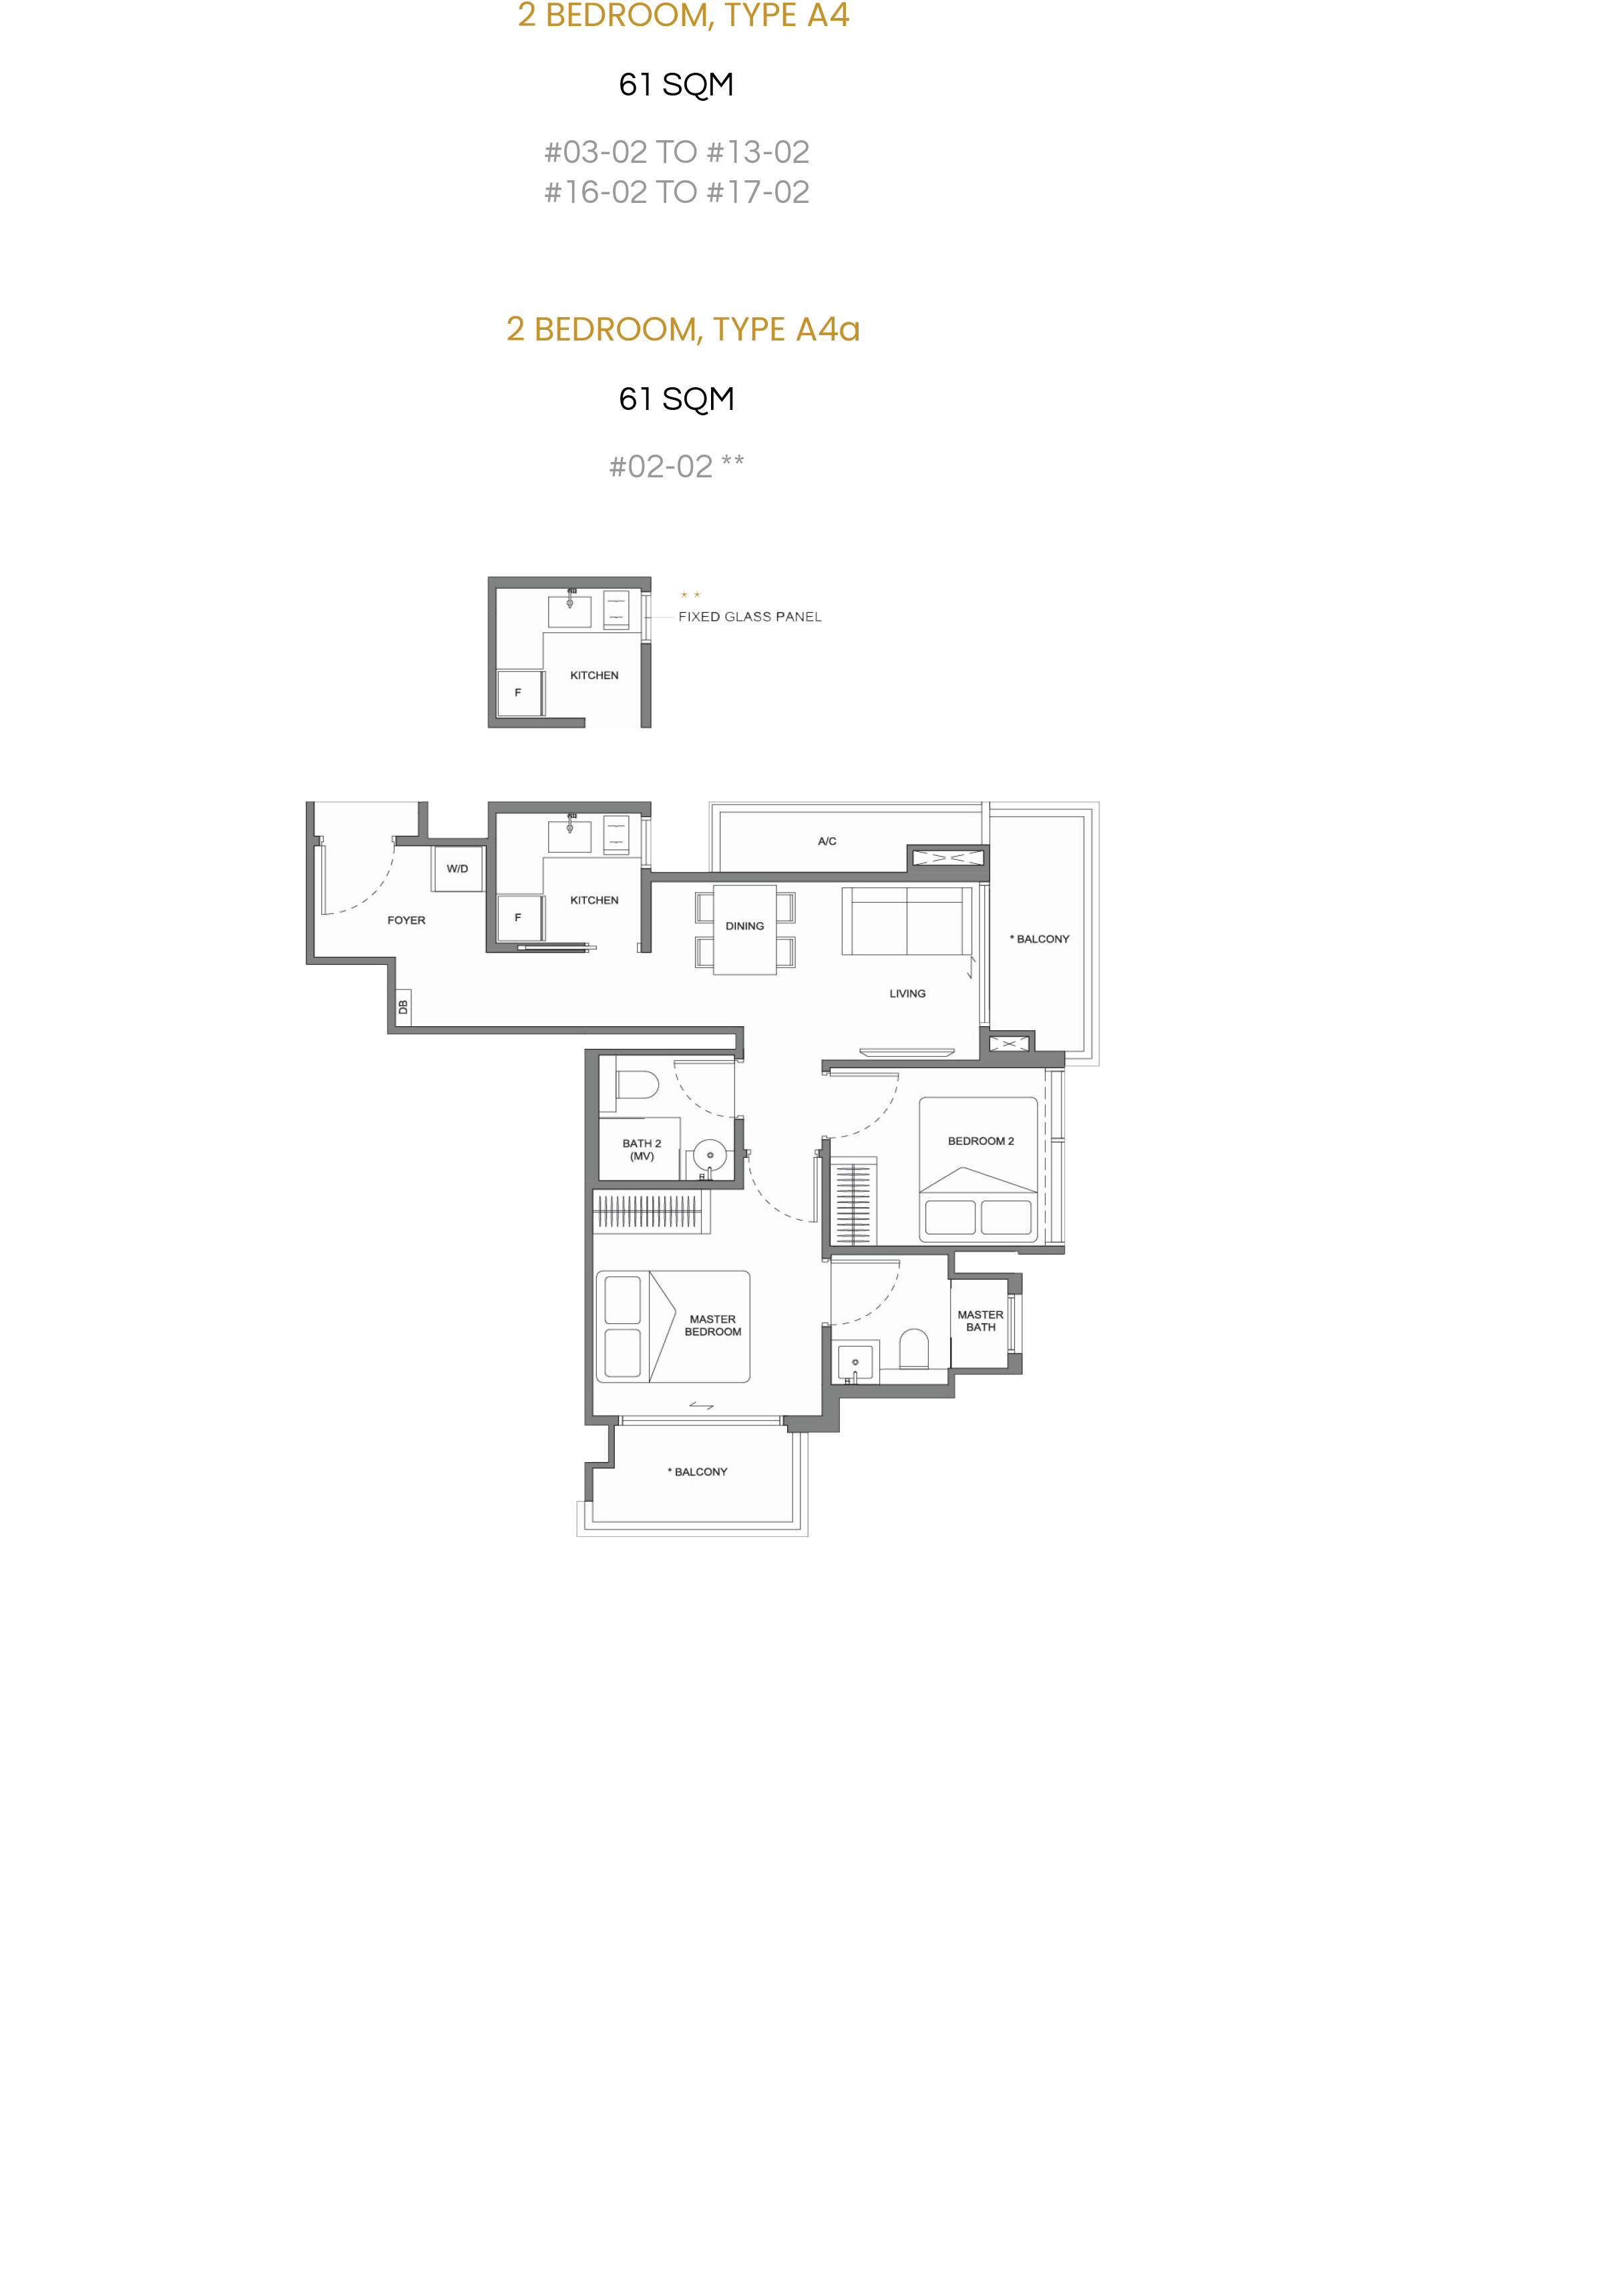 2 BEDROOM, TYPE A4
61 SQM
#03-02 TO #13-02
#16-02 TO #17-02
2 BEDROOM, TYPE A4a
61 SQM
#02-02 **
**
FIXED GLASS PANEL
KITCHEN
F
A/C
W/D
KITCHEN
F
FOYER
DINING
* BALCONY
LIVING
DB
BATH 2
(MV)
BEDROOM 2
MASTER
BEDROOM
MASTER
BATH
* BALCONY